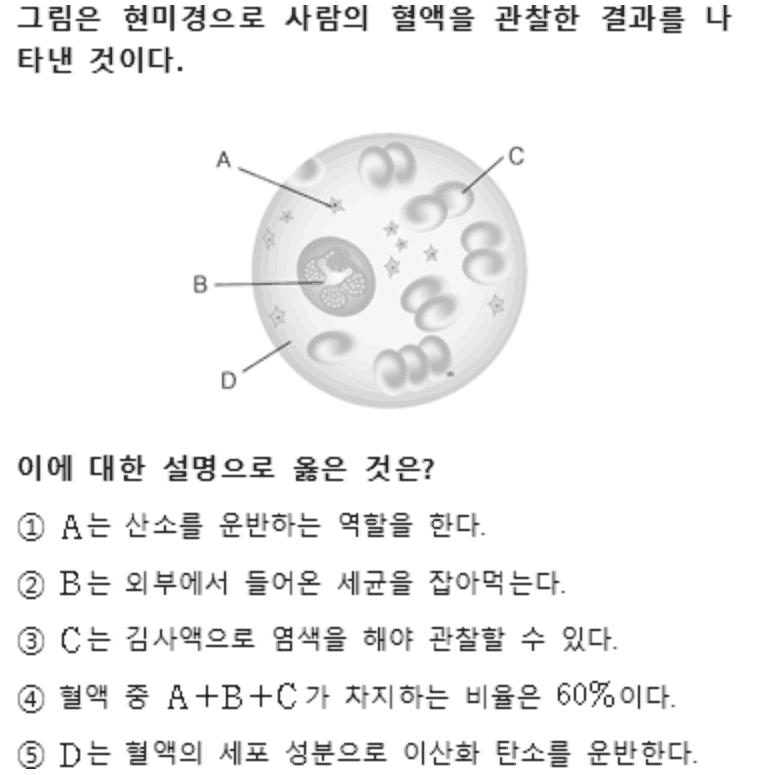 그림은 현미경으로 사람의 혈액을 관찰한 결과를 나
타낸 것이다.
A
C
B
D
이에 대한 설명으로 옳은 것은?
① A는 산소를 운반하는 역할을 한다.
② B는 외부에서 들어온 세균을 잡아먹는다.
③ C는 김사액으로 염색을 해야 관찰할 수 있다.
④ 혈액 중 A+B+C가 차지하는 비율은 60%이다.
⑤ D는 혈액의 세포 성분으로 이산화 탄소를 운반한다.